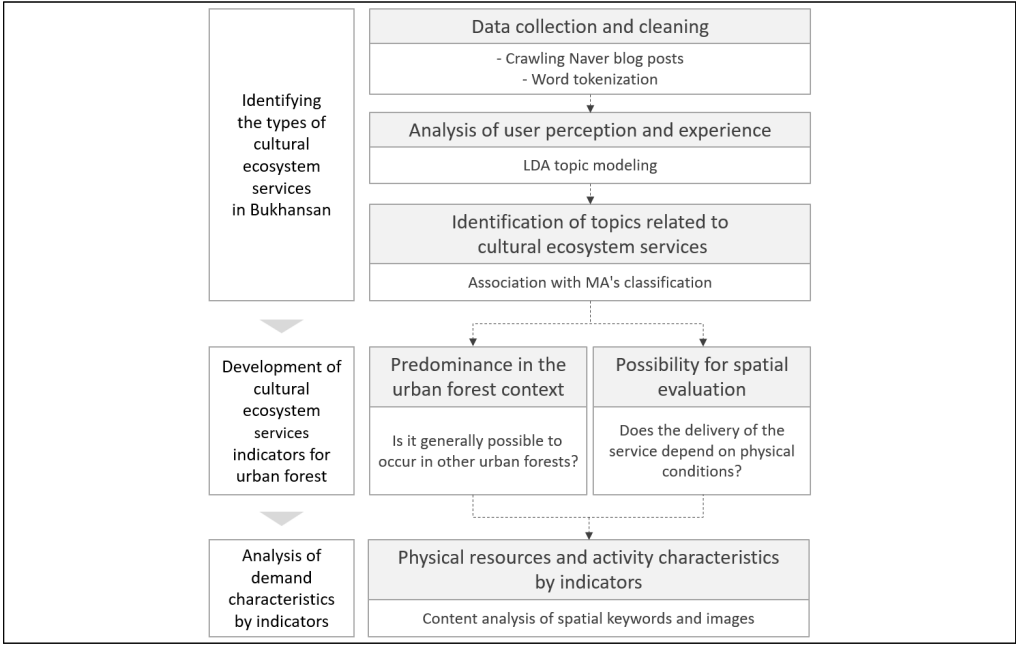 Identifying
the types of
cultural
ecosystem
services
in Bukhansan
Data collection and cleaning
- Crawling Naver blog posts
- Word tokenization
Analysis of user perception and experience
LDA topic modeling
Identification of topics related to
cultural ecosystem services
Association with MA's classification
Development of
cultural
ecosystem
services
indicators for
urban forest
Predominance in the
urban forest context
Is it generally possible to
occur in other urban forests?
Possibility for spatial
evaluation
Does the delivery of the
service depend on physical
conditions?
Analysis of
demand
characteristics
by indicators
Physical resources and activity characteristics
by indicators
Content analysis of spatial keywords and images